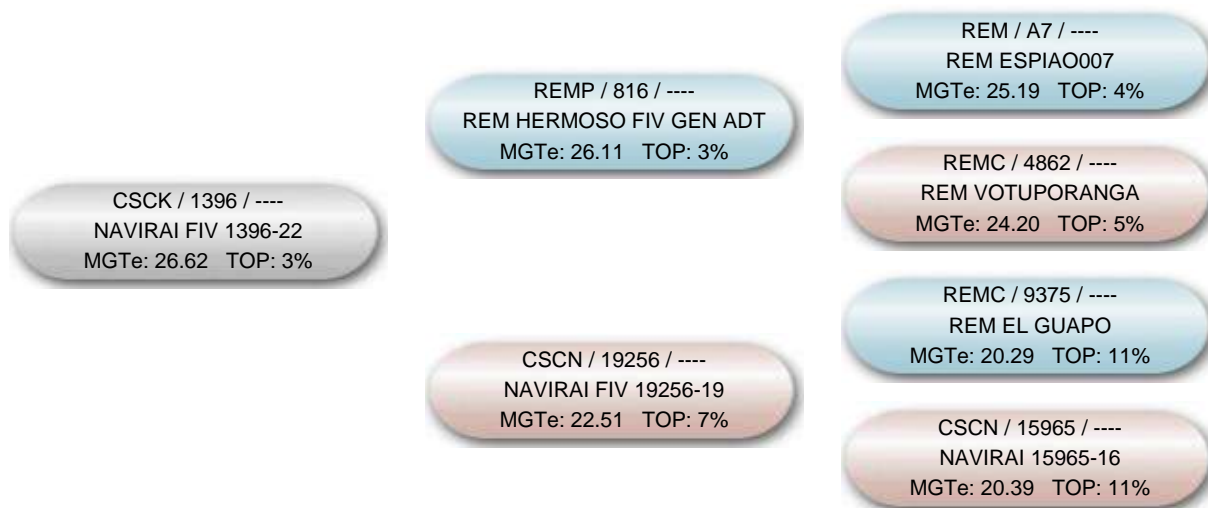 CSCK / 1396 / ----
NAVIRAI FIV 1396-22
MGTe: 26.62 TOP: 3%
REMP / 816 / ----
REM HERMOSO FIV GEN ADT
MGTe: 26.11 TOP: 3%
CSCN / 19256 / ----
NAVIRAI FIV 19256-19
MGTe: 22.51 TOP: 7%
REM / A7 / ----
REM ESPIAO007
MGTe: 25.19 TOP: 4%
REMC / 4862 / ----
REM VOTUPORANGA
MGTe: 24.20 TOP: 5%
REMC / 9375 / ----
REM EL GUAPO
MGTe: 20.29 TOP: 11%
CSCN / 15965 / ----
NAVIRAI 15965-16
MGTe: 20.39 TOP: 11%